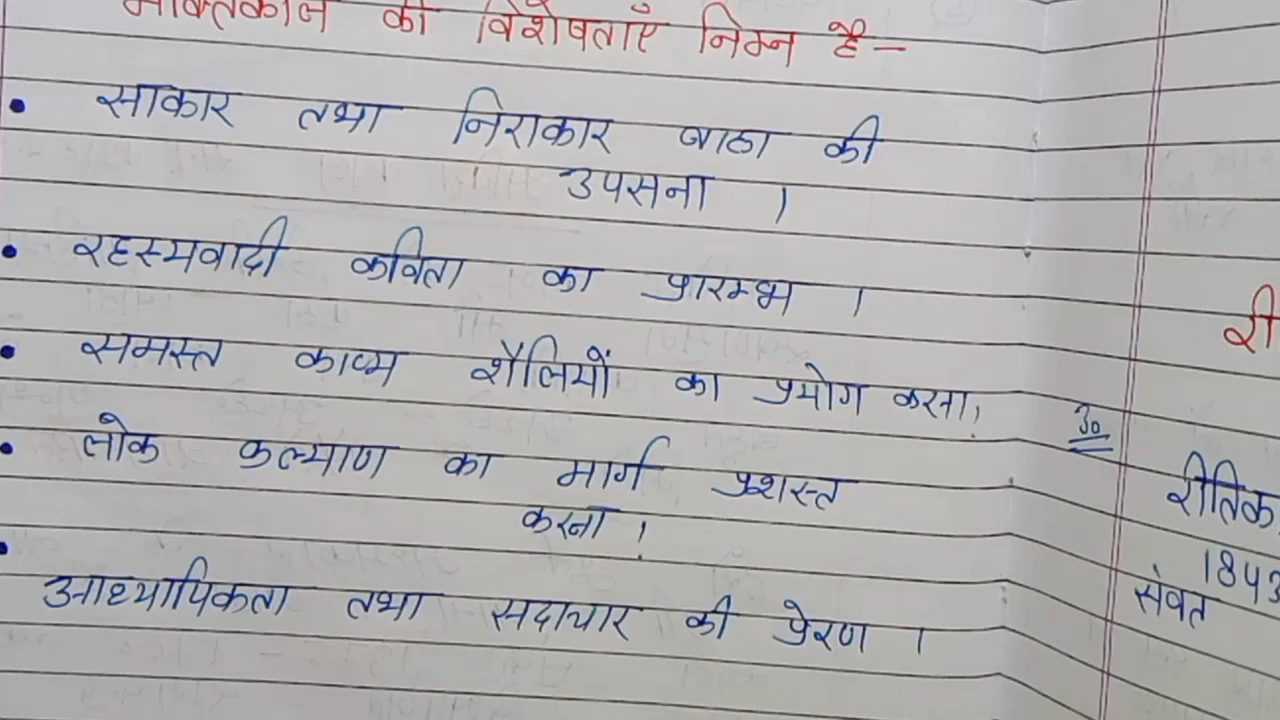 भक्तिकाल की विशेषताएँ निम्न है-
• साकार तथा निराकार की
उपसना ।
• रहस्यवादी कविता का प्रारम्भ ।
• समस्त काव्य शैलियों का प्रयोग करना।
• लोक कल्याण का मार्ग प्रशस्त
करना ।
• आध्यापिकता तथा सदाचार की प्रेरण ।
री
उ०
रीतिक
1843
संवत